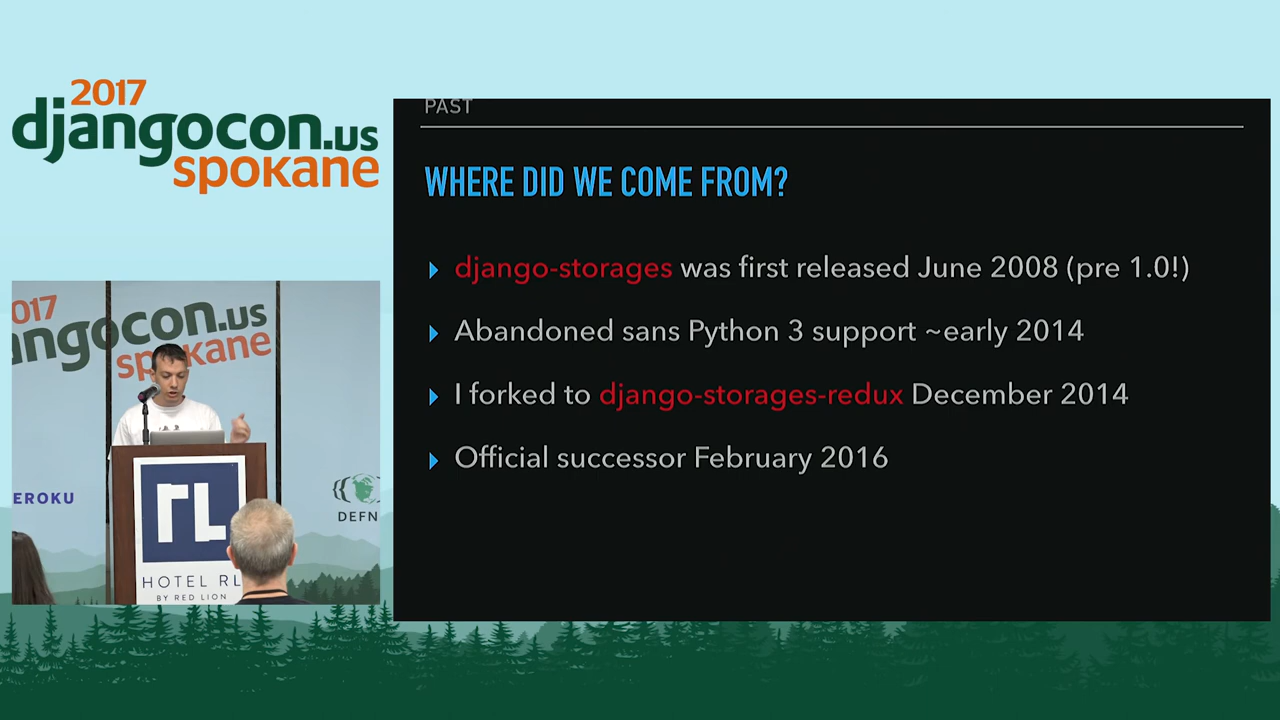 2017
djangocon.us
spokane
PAST
WHERE DID WE COME FROM?
django-storages was first released June 2008 (pre 1.0!)
Abandoned sans Python 3 support ~early 2014
I forked to django-storages-redux December 2014
Official successor February 2016
017
ngocon.us
spokane
EROKU
DEFN
RL
HOTEL RL
BY RED LION